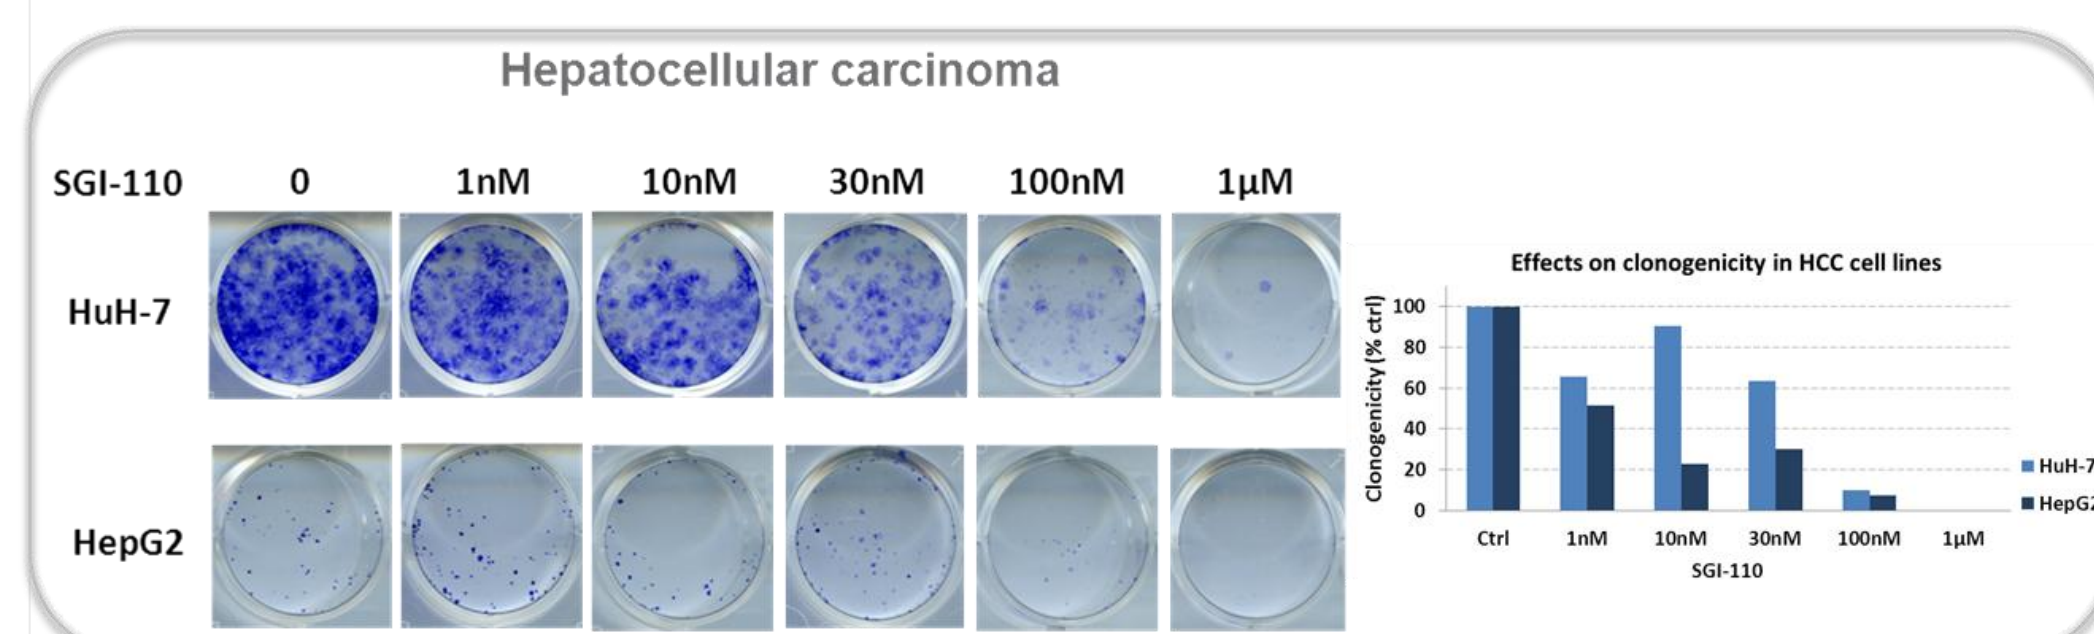 Hepatocellular carcinoma
SGI-110 0 1nM 10nM 30nM 100nM 1µM
HuH-7
HepG2
Effects on clonogenicity in HCC cell lines
Clonogenicity (% ctrl)
100
80
60
40
20
0
Ctrl 1nM 10nM 30nM 100nM 1µM
SGI-110
HuH-7
HepG2